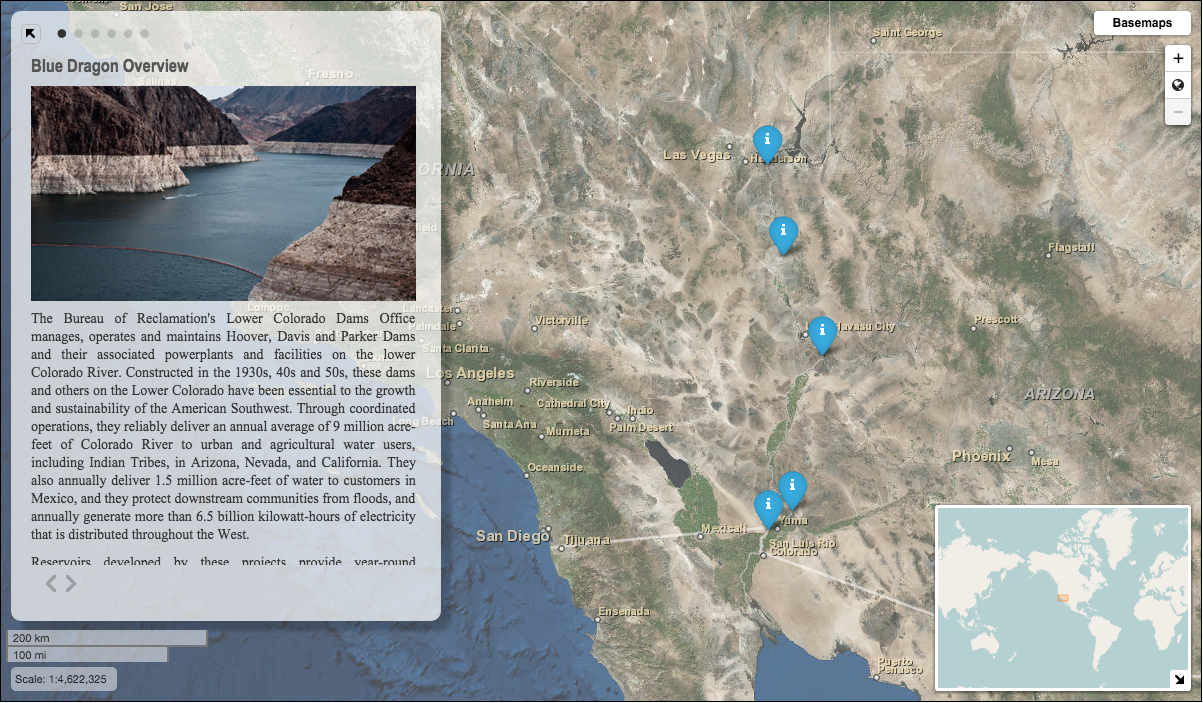 San Jose
Saint George
Basemaps
+
−
Blue Dragon Overview
Salinas
Fresno
Las Vegas
Henderson
ORNIA
Flagstaff
field
Lompoc
Lancaster
Palmdale
Victorville
Havasu City
Prescott
Santa Clarita
The Bureau of Reclamation's Lower Colorado Dams Office
manages, operates and maintains Hoover, Davis and Parker Dams
and their associated powerplants and facilities on the lower
Colorado River. Constructed in the 1930s, 40s and 50s, these dams
and others on the Lower Colorado have been essential to the growth
and sustainability of the American Southwest. Through coordinated
operations, they reliably deliver an annual average of 9 million acre-
feet of Colorado River to urban and agricultural water users,
including Indian Tribes, in Arizona, Nevada, and California. They
also annually deliver 1.5 million acre-feet of water to customers in
Mexico, and they protect downstream communities from floods, and
annually generate more than 6.5 billion kilowatt-hours of electricity
that is distributed throughout the West.
Reservoirs developed by these projects provide year-round
Los Angeles
Riverside
ARIZONA
Anaheim
Cathedral City
Indio
Long Beach
Santa Ana
Murrieta
Palm Desert
Phoenix
Mesa
Oceanside
San Diego
Tijuana
Mexicali
Yuma
San Luis Rio
Colorado
Ensenada
Puerto
Penasco
200 km
100 mi
Scale: 1:4,622,325